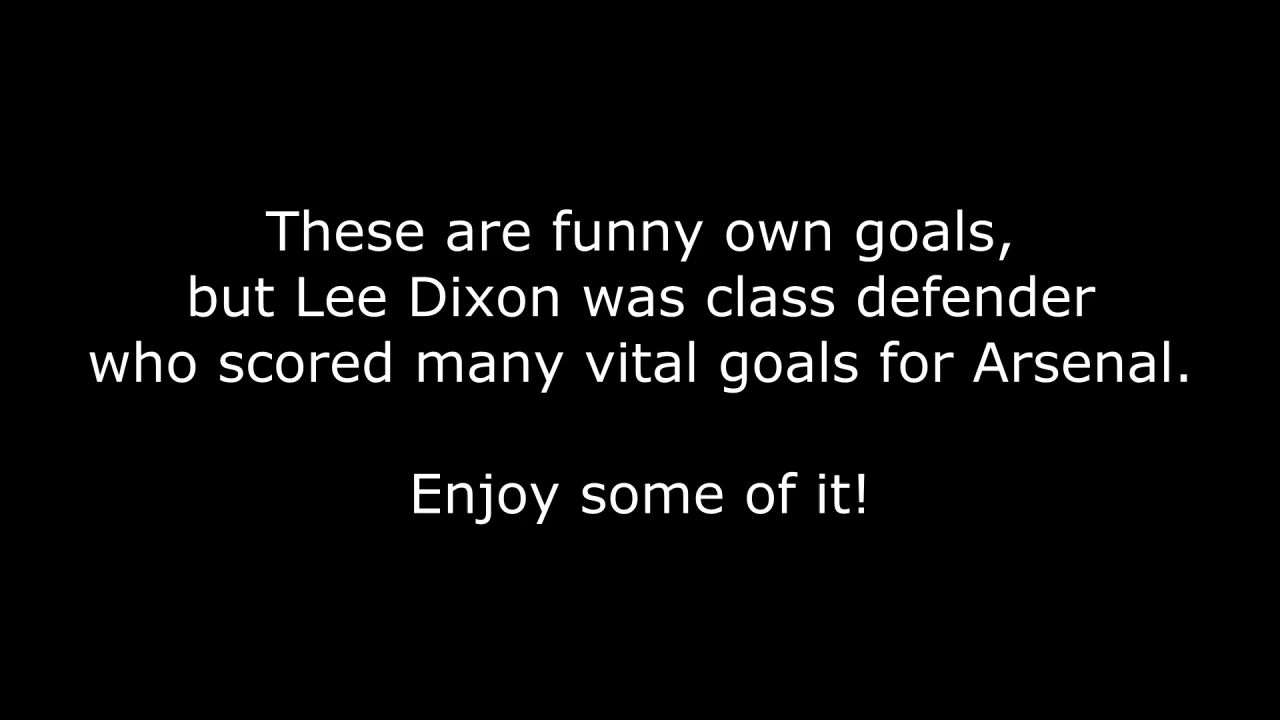 These are funny own goals,
but Lee Dixon was class defender
who scored many vital goals for Arsenal.
Enjoy some of it!